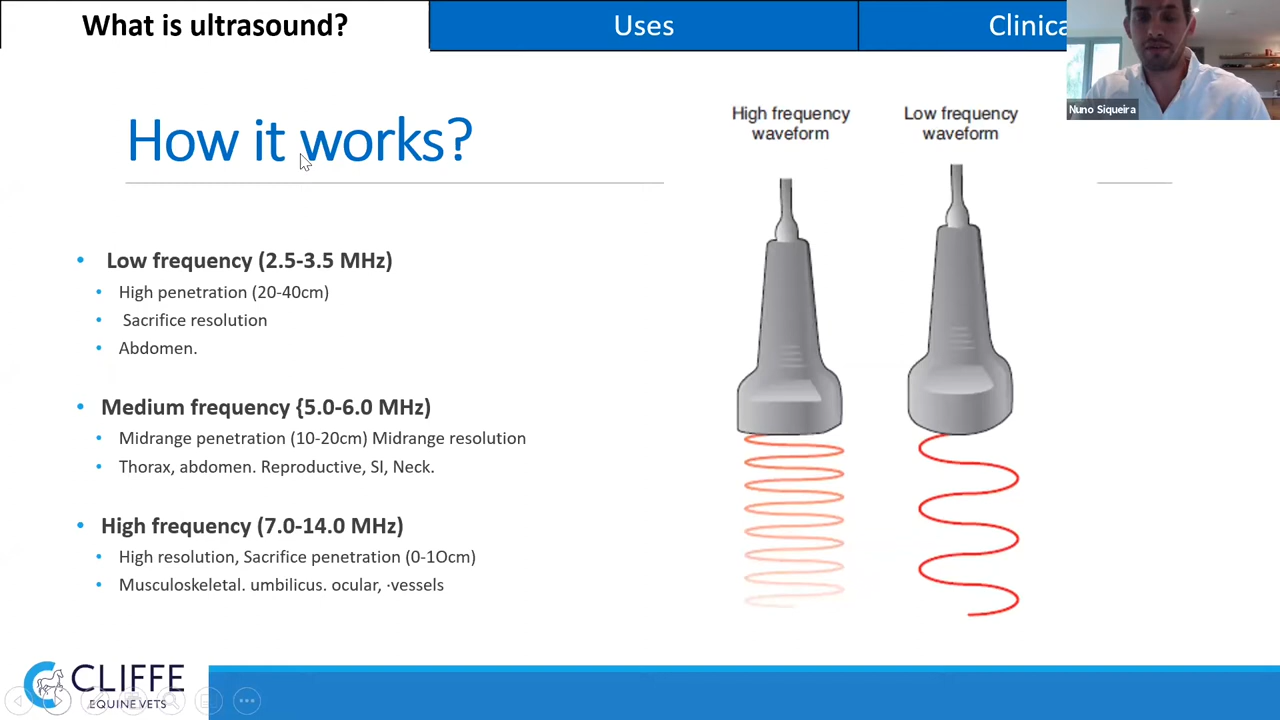 What is ultrasound?
Uses
Clinica
Nuno Siqueira
How it works?
High frequency
waveform
Low frequency
waveform
• Low frequency (2.5-3.5 MHz)
• High penetration (20-40cm)
• Sacrifice resolution
• Abdomen.
• Medium frequency {5.0-6.0 MHz)
• Midrange penetration (10-20cm) Midrange resolution
• Thorax, abdomen. Reproductive, SI, Neck.
• High frequency (7.0-14.0 MHz)
• High resolution, Sacrifice penetration (0-1Ocm)
• Musculoskeletal. umbilicus. ocular, ·vessels
CLIFFE
EQUINE VETS